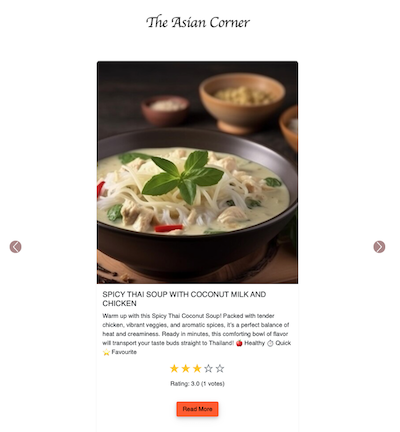 The Asian Corner
SPICY THAI SOUP WITH COCONUT MILK AND
CHICKEN
Warm up with this Spicy Thai Coconut Soup! Packed with tender
chicken, vibrant veggies, and aromatic spices, it's a perfect balance of
heat and creaminess. Ready in minutes, this comforting bowl of flavor
will transport your taste buds straight to Thailand! 🍅 Healthy ⏱️ Quick
⭐ Favourite
★★★☆☆
Rating: 3.0 (1 votes)
Read More